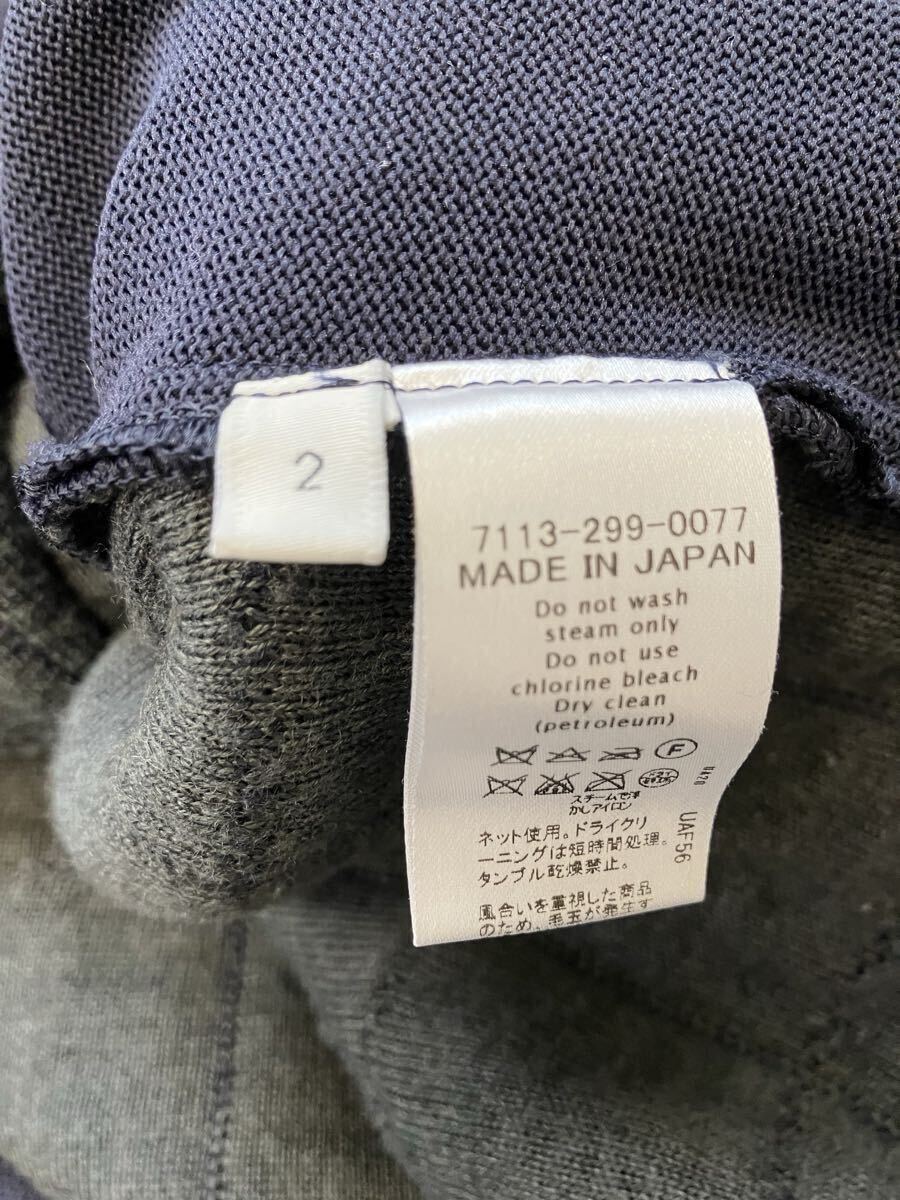 2
7113-299-0077
MADE IN JAPAN
Do not wash
steam only
Do not use
chlorine bleach
Dry clean
(petroleum)
F
スチームで浮
かしアイロン
ネット使用。ドライクリ
ーニングは短時間処理。
タンブル乾燥禁止。
風合いを重視した商品
のため、毛玉が発生す
UAF56